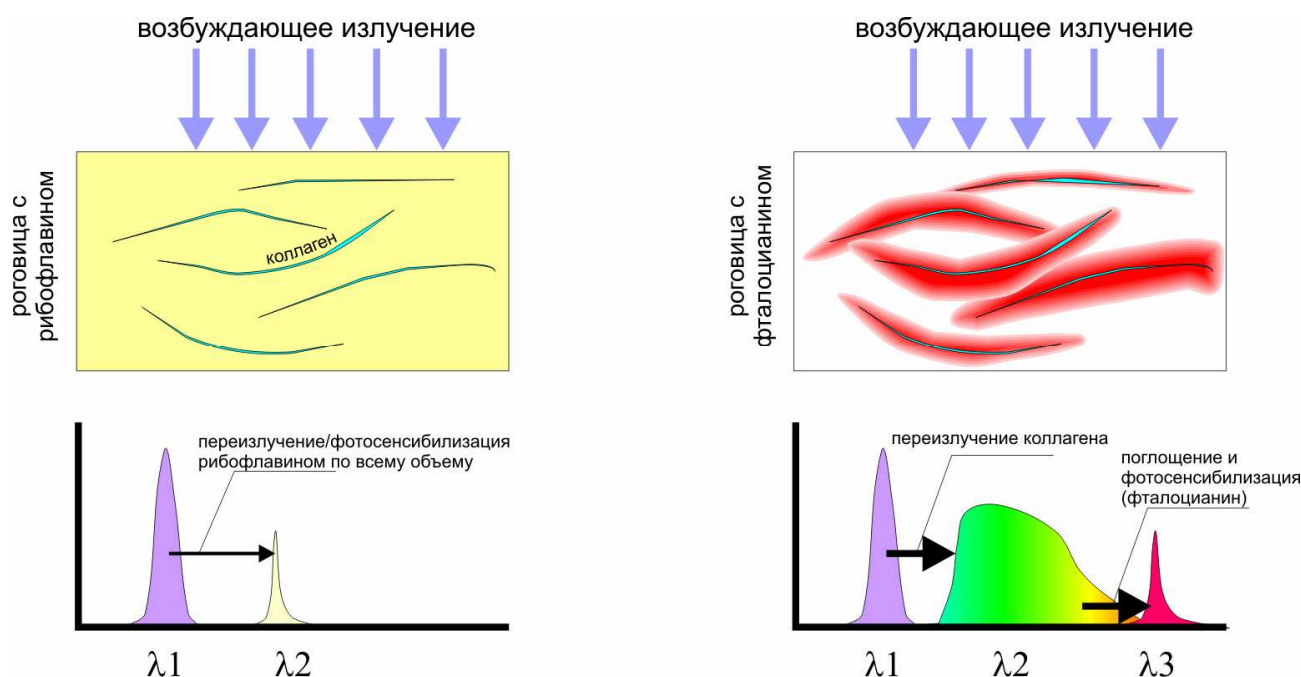 возбуждающее излучение
роговица с
рибофлавином
коллаген
переизлучение/фотосенсибилизация
рибофлавином по всему объему
λ1
λ2
возбуждающее излучение
роговица с
фталоцианином
переизлучение коллагена
поглощение и
фотосенсибилизация
(фталоцианин)
λ1
λ2
λ3